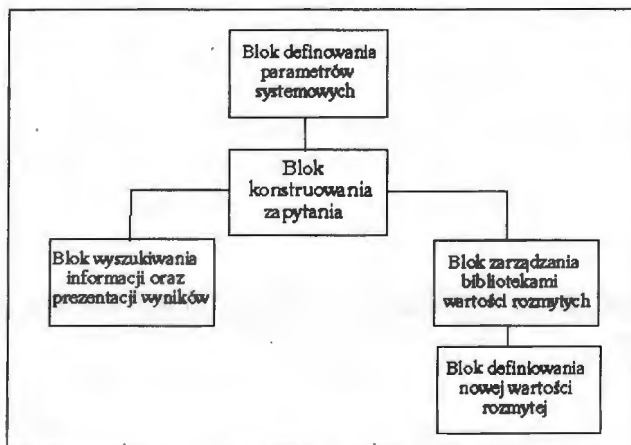 Blok definowania
parametrów
systemowych
Blok
konstruowania
zapytania
Blok wyszukiwania
informacji oraz
prezentacji wyników
Blok zarządzania
bibliotekami
wartości rozmytych
Blok definiowania
nowej wartości
rozmytej